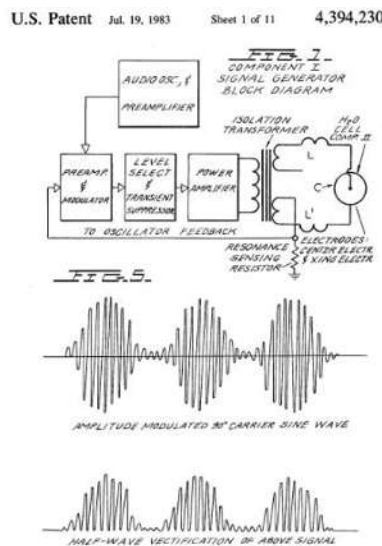 U.S. Patent Jul. 19, 1983 Sheet 1 of 11 4,394,230
FIG. 1
COMPONENT I
SIGNAL GENERATOR
BLOCK DIAGRAM
AUDIO OSC, &
PREAMPLIFIER
ISOLATION
TRANSFORMER
H2O
CELL
COMP. II
PREAMP.
&
MODULATOR
LEVEL
SELECT
&
TRANSIENT
SUPPRESSOR
POWER
AMPLIFIER
L
C
L'
TO OSCILLATOR FEEDBACK
RESONANCE
SENSING
RESISTOR
ELECTRODES:
CENTER ELECTR.
& XING ELECTR.
FIG. 5
AMPLITUDE MODULATED 90° CARRIER SINE WAVE
HALF-WAVE VECTIFICATION OF ABOVE SIGNAL